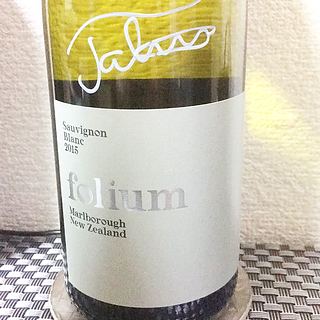 Sauvignon
Blanc
2015
folium
Marlborough
New Zealand